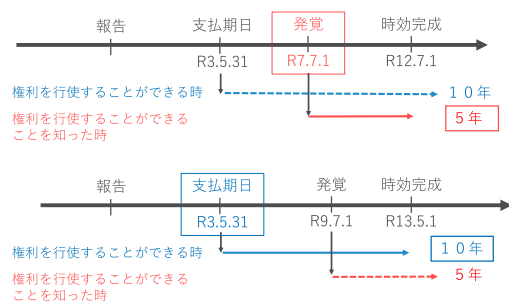 報告 支払期日 発覚 時効完成
R3.5.31 R7.7.1 R12.7.1
権利を行使することができる時 １０年
権利を行使することができる
ことを知った時 ５年
報告 支払期日 発覚 時効完成
R3.5.31 R9.7.1 R13.5.1
権利を行使することができる時 １０年
権利を行使することができる
ことを知った時 ５年